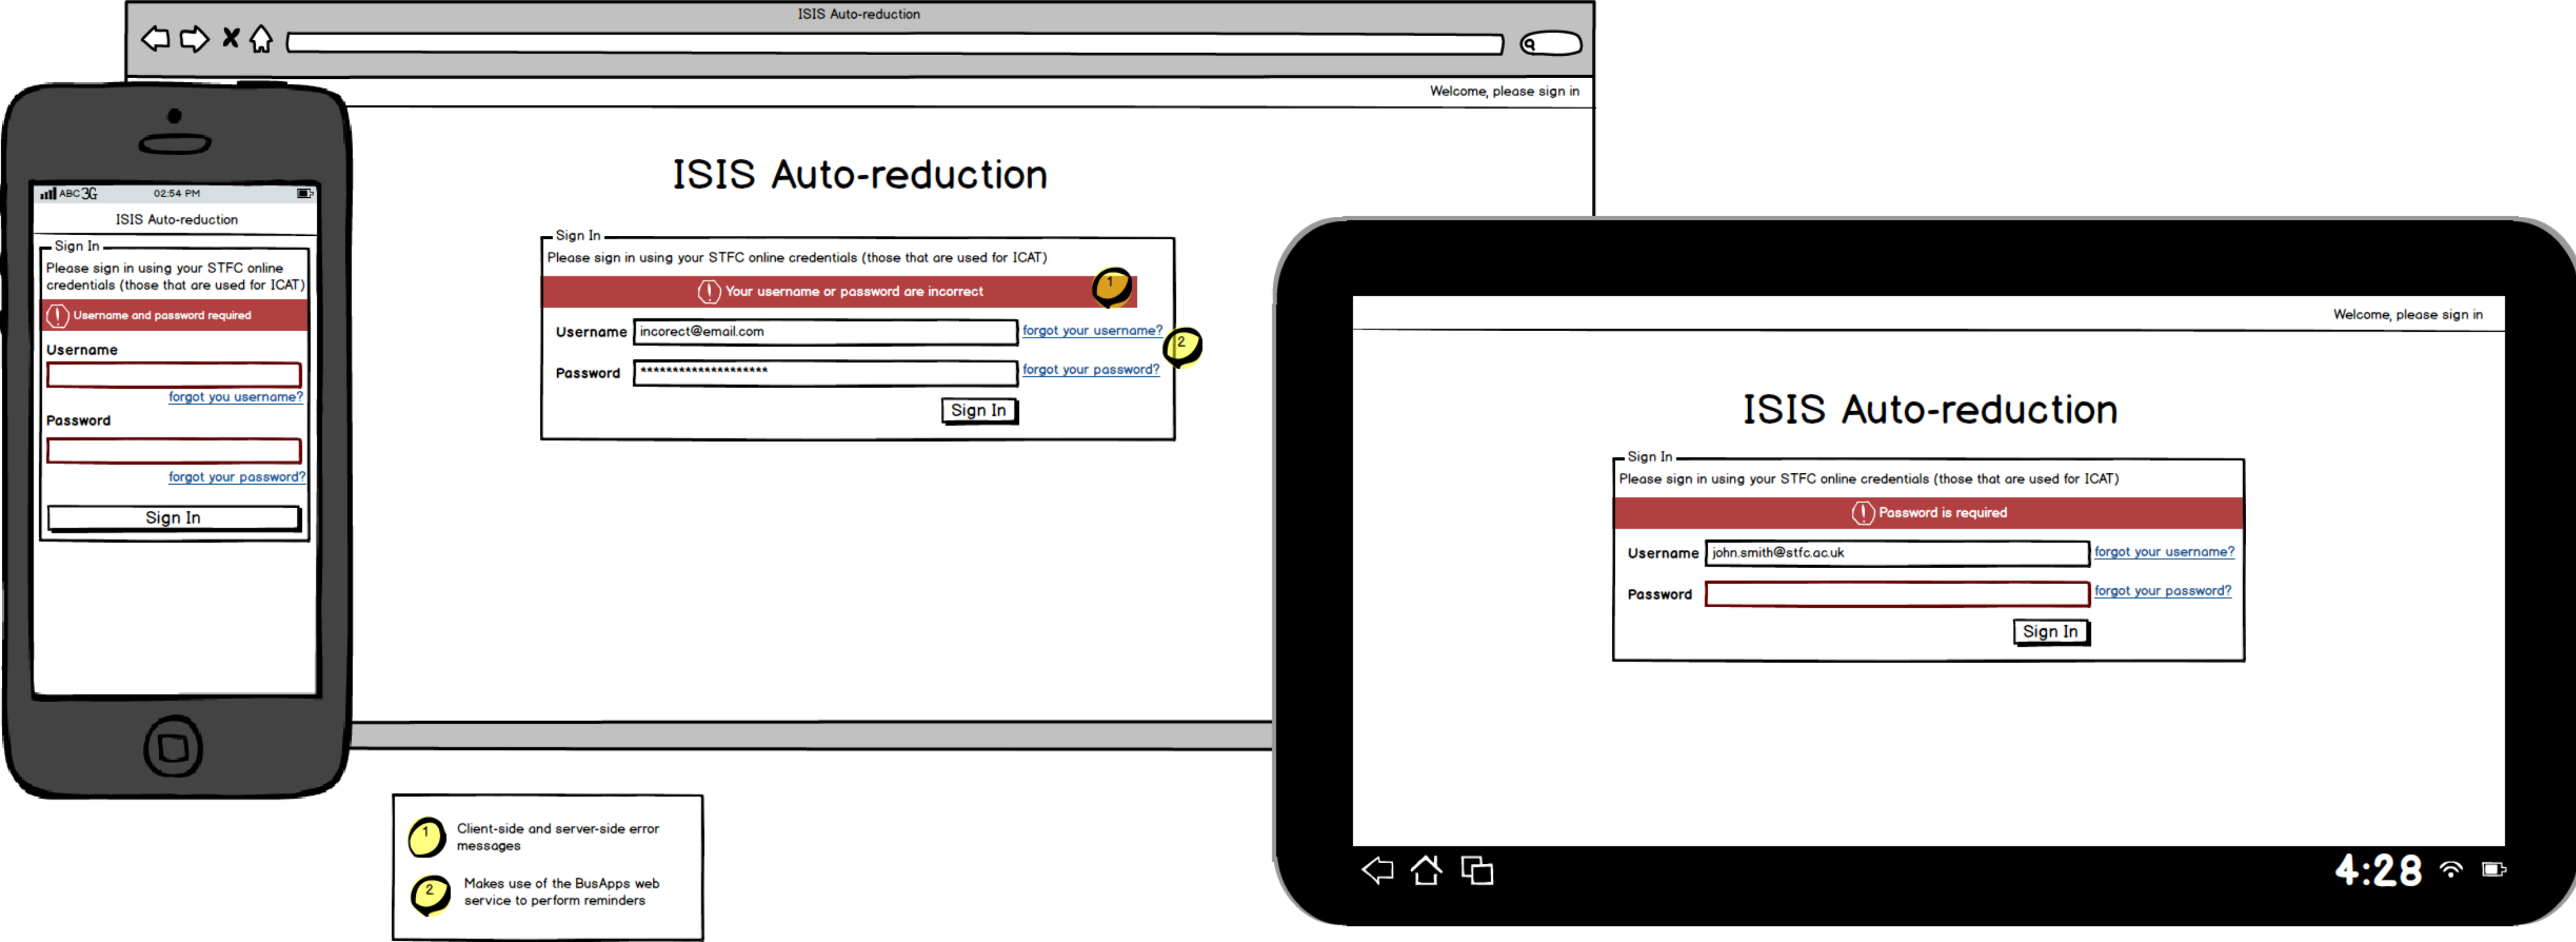 ISIS Auto-reduction
Welcome, please sign in
ISIS Auto-reduction
Sign In
Please sign in using your STFC online credentials (those that are used for ICAT)
Your username or password are incorrect
1
Username incorect@email.com forgot your username?
2
Password ******************** forgot your password?
Sign In
ABC 3G 02:54 PM
ISIS Auto-reduction
Sign In
Please sign in using your STFC online
credentials (those that are used for ICAT)
Username and password required
Username
forgot you username?
Password
forgot your password?
Sign In
Welcome, please sign in
ISIS Auto-reduction
Sign In
Please sign in using your STFC online credentials (those that are used for ICAT)
Password is required
Username john.smith@stfc.ac.uk forgot your username?
Password forgot your password?
Sign In
4:28
1 Client-side and server-side error
messages
2 Makes use of the BusApps web
service to perform reminders